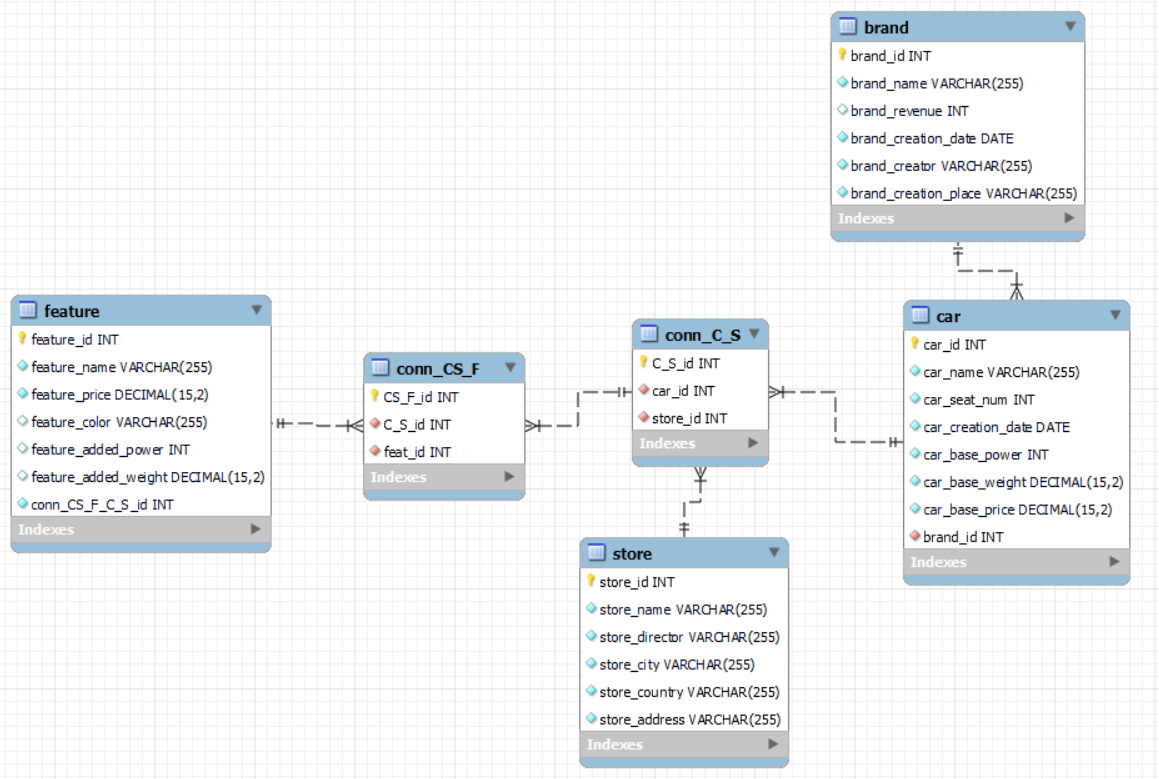 brand
brand_id INT
brand_name VARCHAR(255)
brand_revenue INT
brand_creation_date DATE
brand_creator VARCHAR(255)
brand_creation_place VARCHAR(255)
Indexes
feature
feature_id INT
feature_name VARCHAR(255)
feature_price DECIMAL(15,2)
feature_color VARCHAR(255)
feature_added_power INT
feature_added_weight DECIMAL(15,2)
conn_CS_F_C_S_id INT
Indexes
conn_CS_F
CS_F_id INT
C_S_id INT
feat_id INT
Indexes
conn_C_S
C_S_id INT
car_id INT
store_id INT
Indexes
car
car_id INT
car_name VARCHAR(255)
car_seat_num INT
car_creation_date DATE
car_base_power INT
car_base_weight DECIMAL(15,2)
car_base_price DECIMAL(15,2)
brand_id INT
Indexes
store
store_id INT
store_name VARCHAR(255)
store_director VARCHAR(255)
store_city VARCHAR(255)
store_country VARCHAR(255)
store_address VARCHAR(255)
Indexes